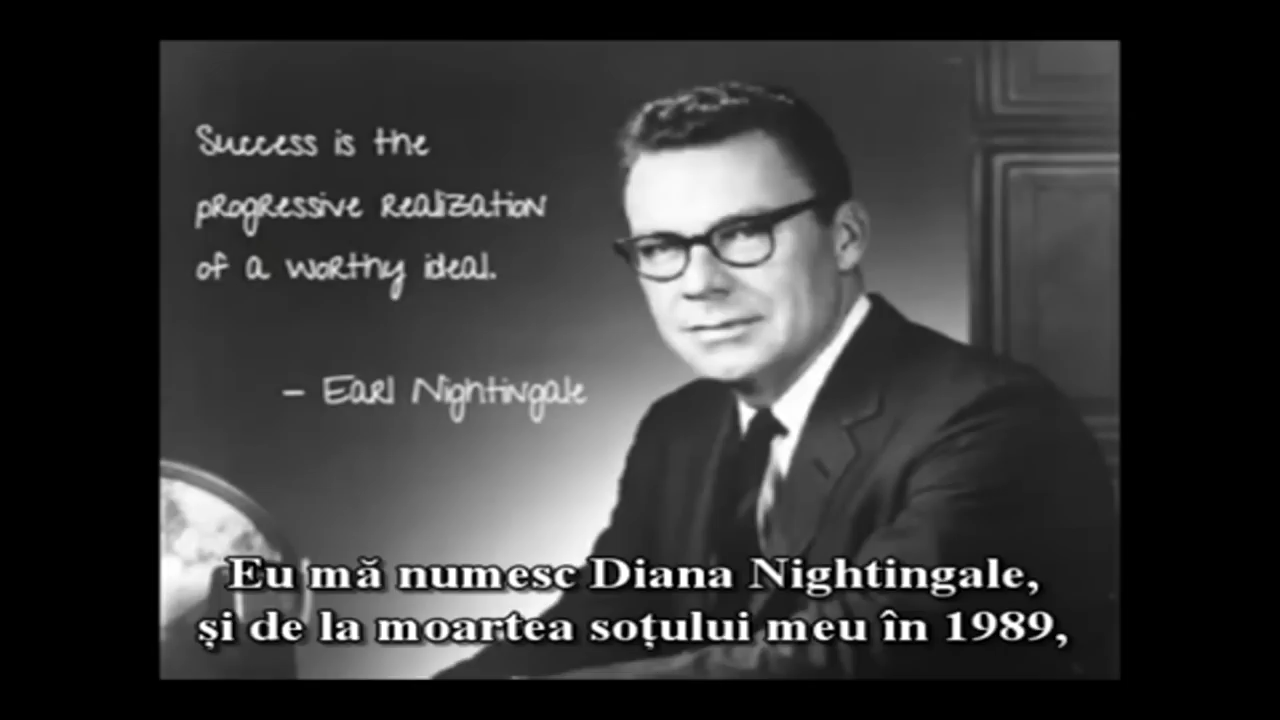 Success is the
progressive realization
of a worthy ideal.
– Earl Nightingale
Eu mă numesc Diana Nightingale,
și de la moartea soțului meu în 1989,